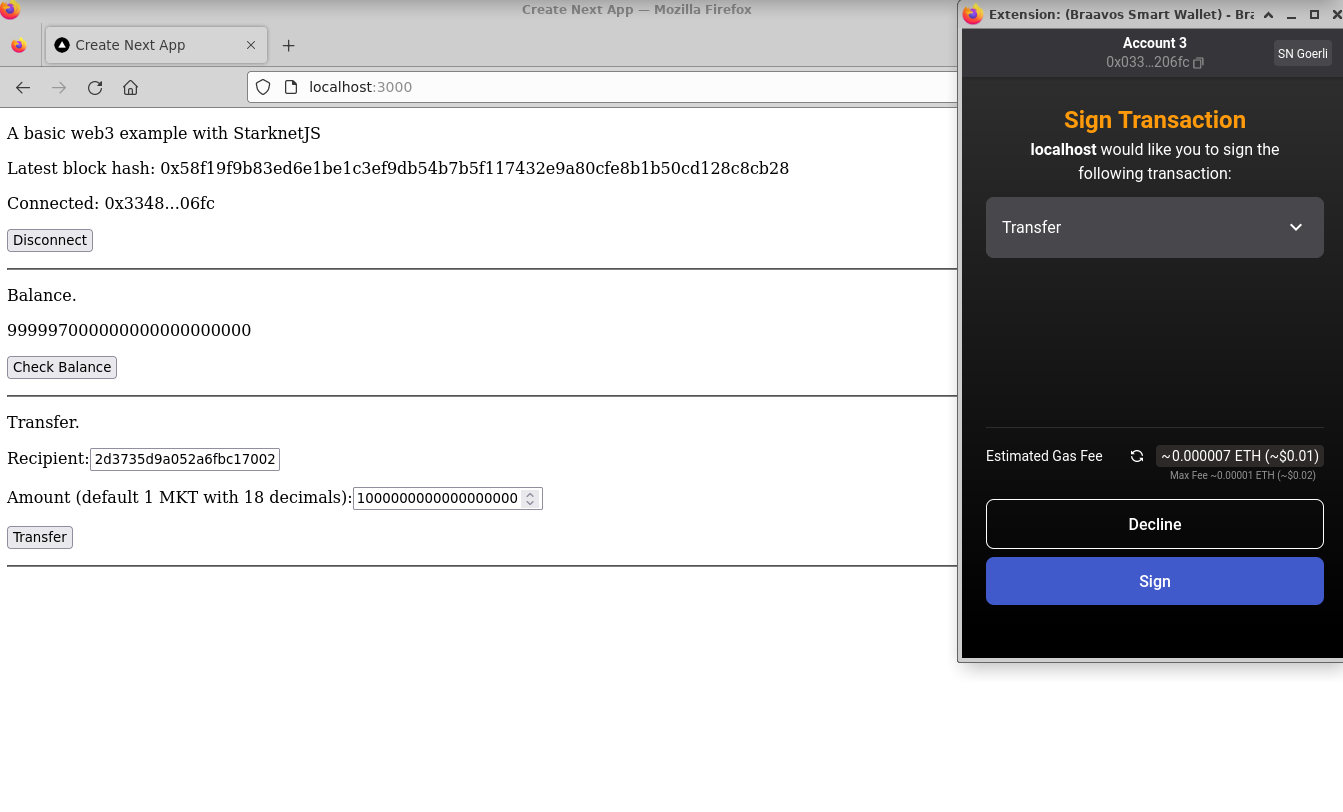 Create Next App — Mozilla Firefox
Create Next App
localhost:3000
A basic web3 example with StarknetJS
Latest block hash: 0x58f19f9b83ed6e1be1c3ef9db54b7b5f117432e9a80cfe8b1b50cd128c8cb28
Connected: 0x3348...06fc
Disconnect
Balance.
999997000000000000000000
Check Balance
Transfer.
Recipient: 2d3735d9a052a6fbc17002
Amount (default 1 MKT with 18 decimals): 1000000000000000000
Transfer
Extension: (Braavos Smart Wallet) - Bra
Account 3
0x033...206fc
SN Goerli
Sign Transaction
localhost would like you to sign the
following transaction:
Transfer
Estimated Gas Fee ~0.000007 ETH (~$0.01)
Max Fee ~0.00001 ETH (~$0.02)
Decline
Sign